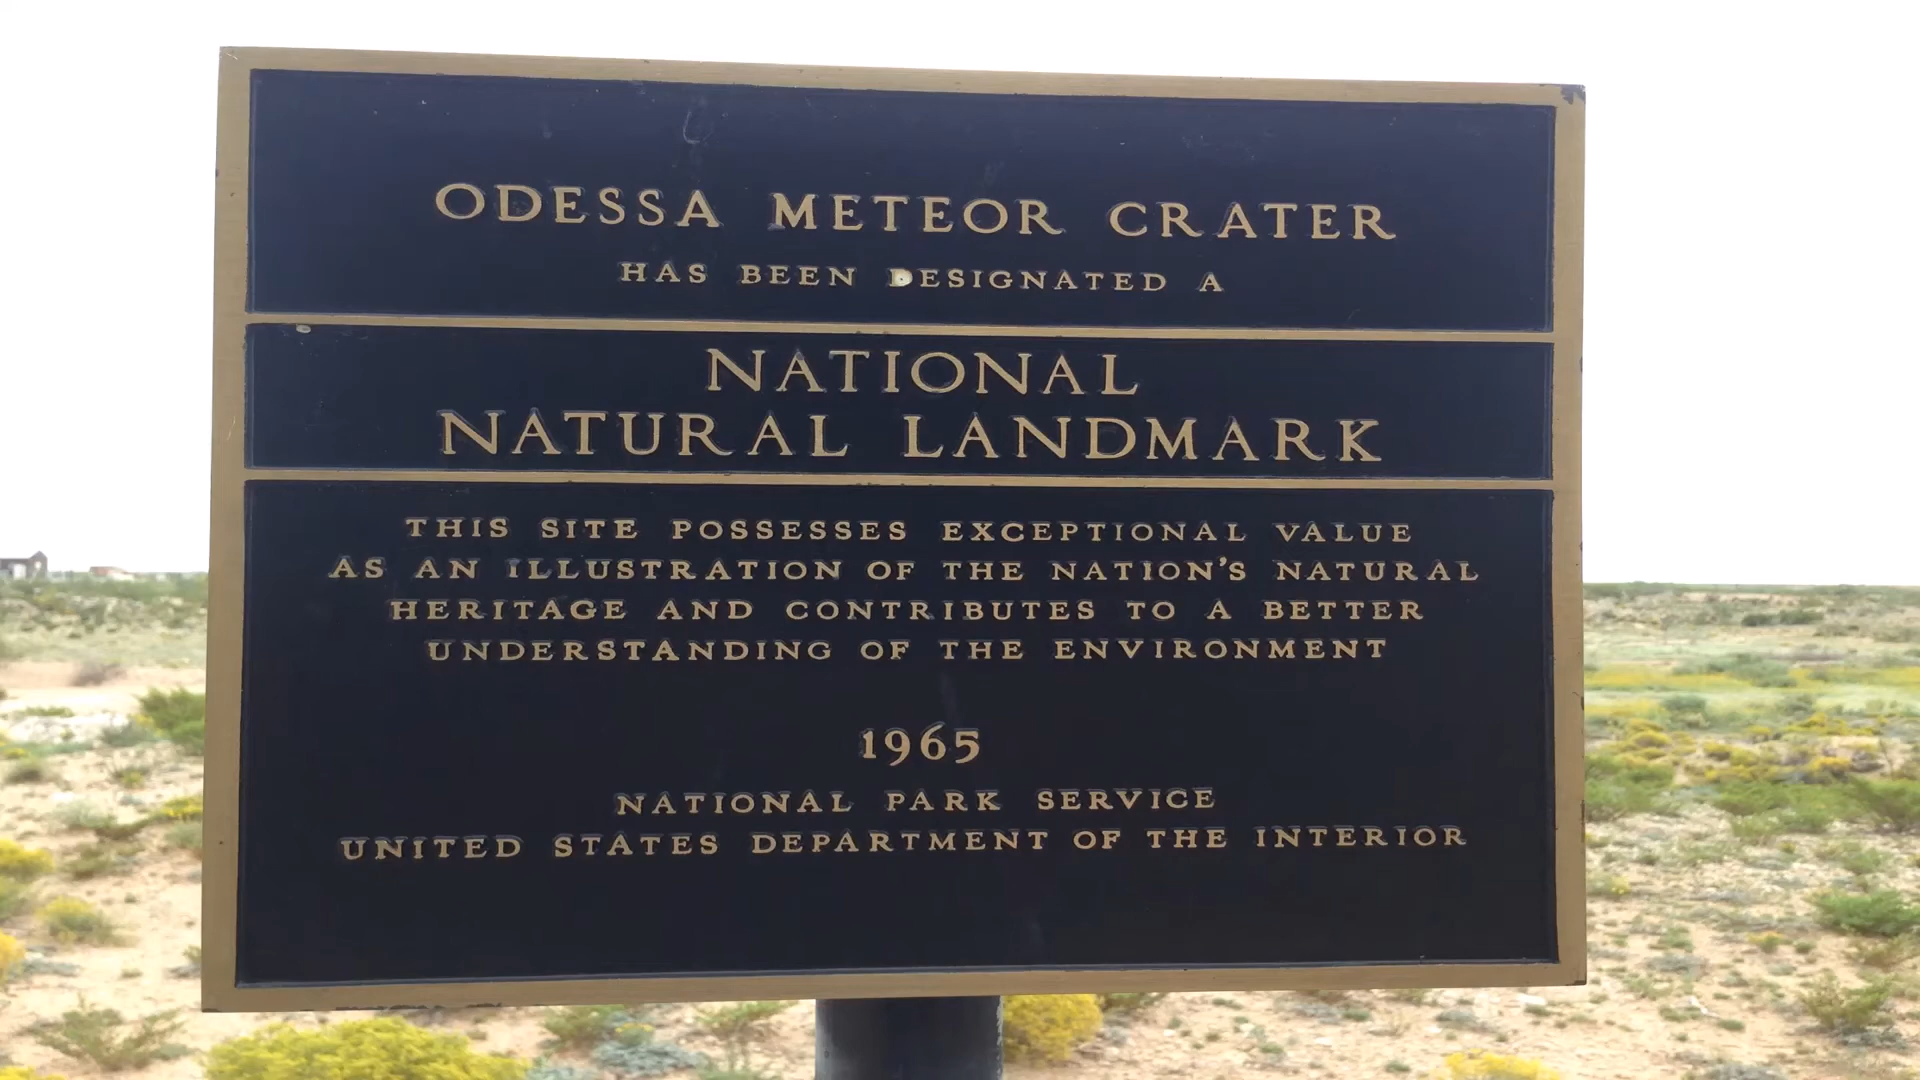 ODESSA METEOR CRATER
HAS BEEN DESIGNATED A
NATIONAL
NATURAL LANDMARK
THIS SITE POSSESSES EXCEPTIONAL VALUE
AS AN ILLUSTRATION OF THE NATION'S NATURAL
HERITAGE AND CONTRIBUTES TO A BETTER
UNDERSTANDING OF THE ENVIRONMENT
1965
NATIONAL PARK SERVICE
UNITED STATES DEPARTMENT OF THE INTERIOR